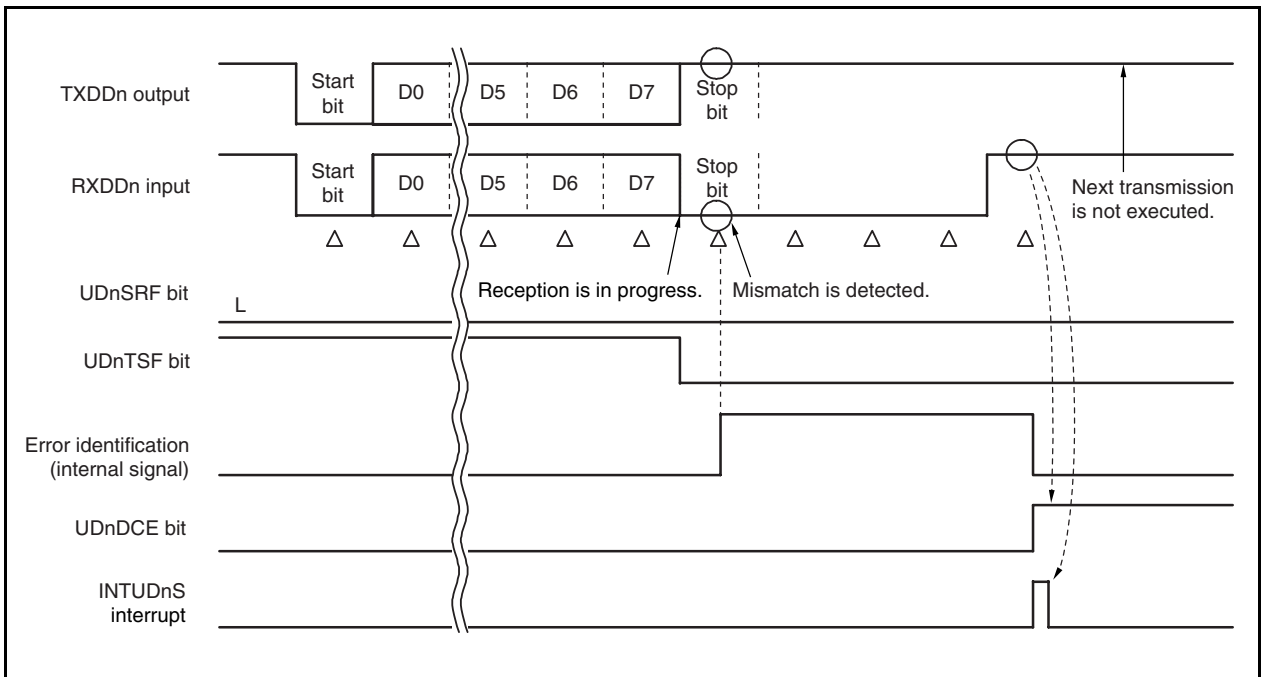 TXDDn output
Start
bit
D0
D5
D6
D7
Stop
bit
RXDDn input
Start
bit
D0
D5
D6
D7
Stop
bit
Next transmission
is not executed.
Reception is in progress.
Mismatch is detected.
UDnSRF bit
L
UDnTSF bit
Error identification
(internal signal)
UDnDCE bit
INTUDnS
interrupt